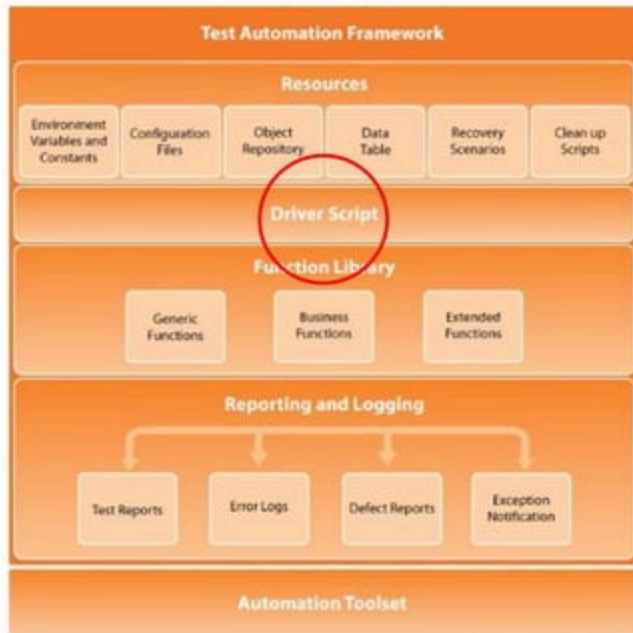 Test Automation Framework
Resources
Environment
Variables and
Constants
Configuration
Files
Object
Repository
Data
Table
Recovery
Scenarios
Clean up
Scripts
Driver Script
Function Library
Generic
Functions
Business
Functions
Extended
Functions
Reporting and Logging
Test Reports
Error Logs
Defect Reports
Exception
Notification
Automation Toolset